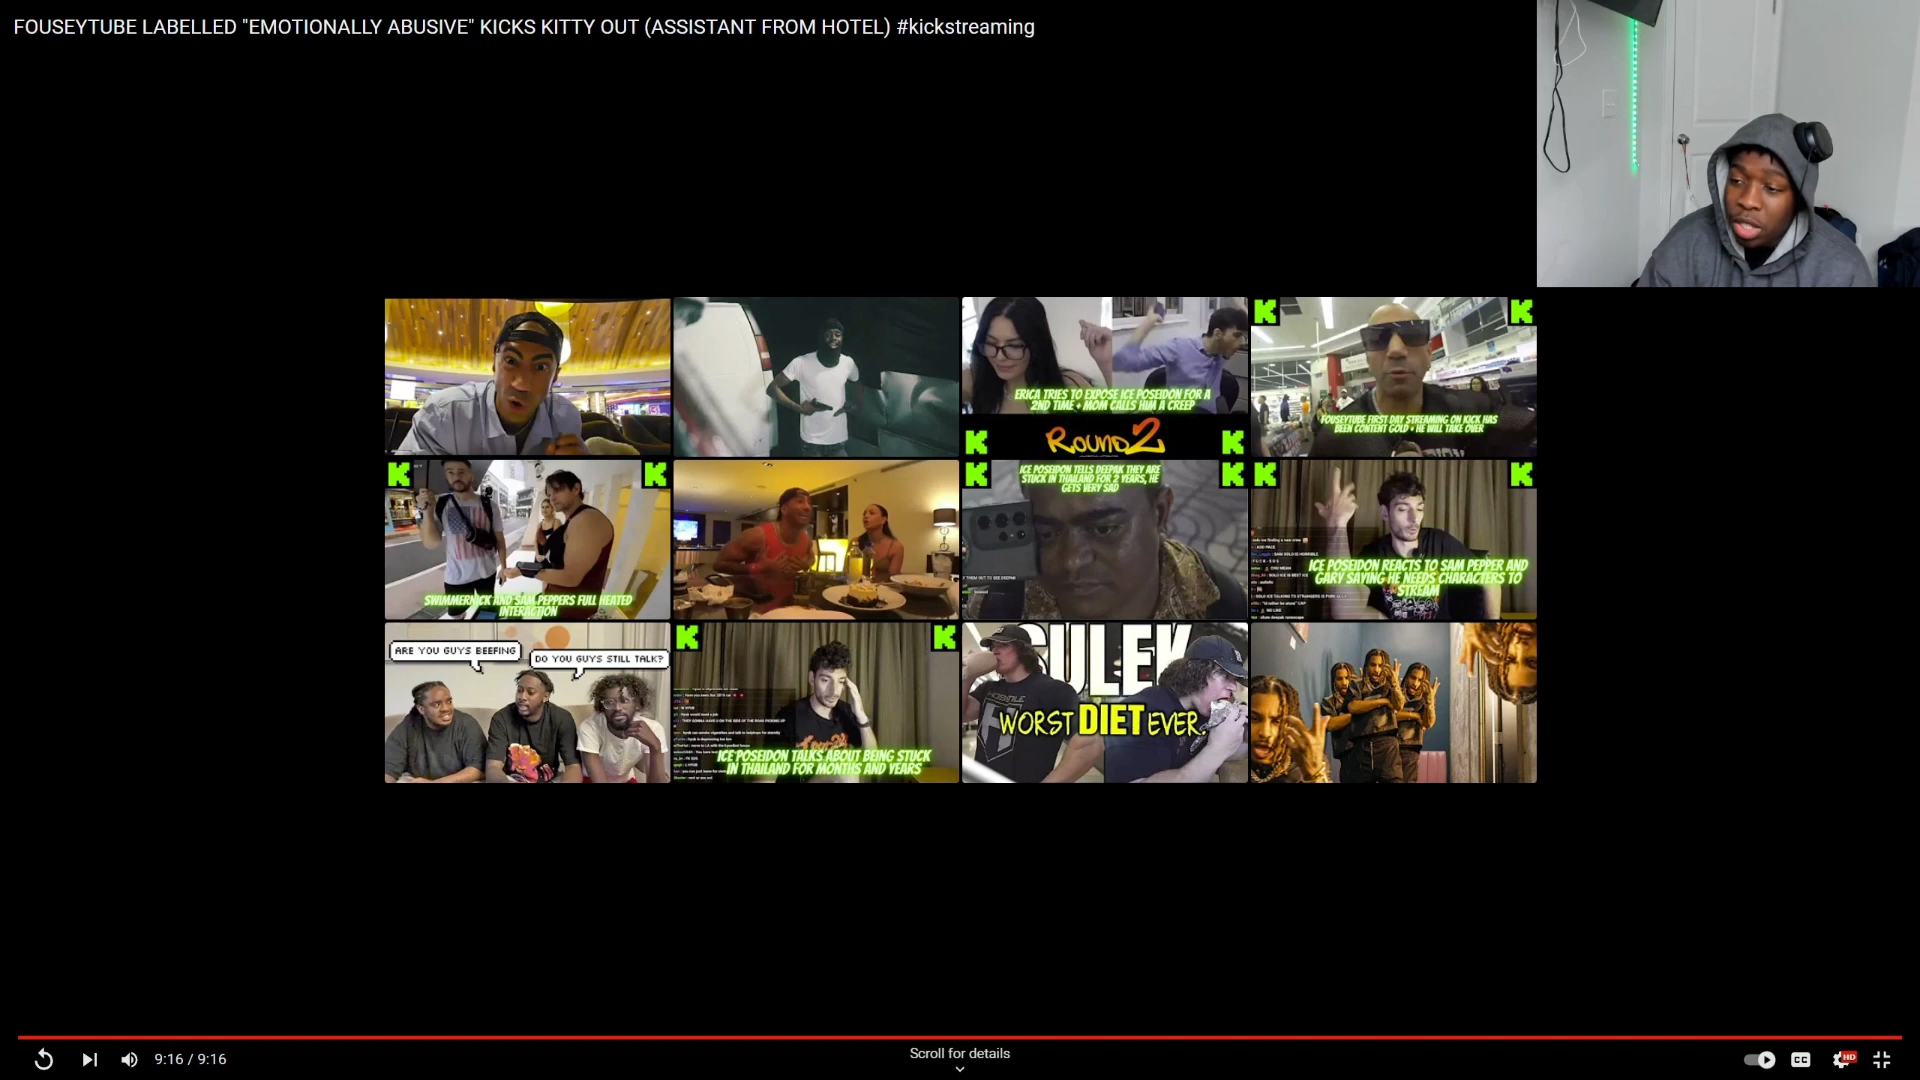 FOUSEYTUBE LABELLED "EMOTIONALLY ABUSIVE" KICKS KITTY OUT (ASSISTANT FROM HOTEL) #kickstreaming
ERICA TRIES TO EXPOSE ICE POSEIDON FOR A
2ND TIME + MOM CALLS HIM A CREEP
ROUND 2
K
K
K
K
FOUSEYTUBE FIRST DAY STREAMING ON KICK HAS
BEEN CONTENT GOLD + HE WILL TAKE OVER
K
K
SWIMMERNICK AND SAM PEPPERS FULL HEATED
INTERACTION
K
K
ICE POSEIDON TELLS DEEPAK THEY ARE
STUCK IN THAILAND FOR 2 YEARS, HE
GETS VERY SAD
K
K
ICE POSEIDON REACTS TO SAM PEPPER AND
GARY SAYING HE NEEDS CHARACTERS TO
STREAM
ARE YOU GUYS BEEFING
DO YOU GUYS STILL TALK?
K
K
ICE POSEIDON TALKS ABOUT BEING STUCK
IN THAILAND FOR MONTHS AND YEARS
ULEK
WORST DIET EVER.
9:16 / 9:16
Scroll for details
CC
HD